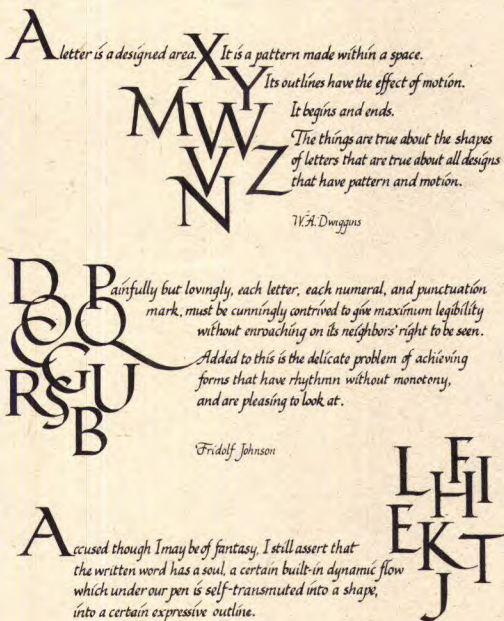 A letter is a designed area. X It is a pattern made within a space.
Y Its outlines have the effect of motion.
M W It begins and ends.
V Z The things are true about the shapes
of letters that are true about all designs
N that have pattern and motion.
W. A. Dwiggins
D O Painfully but lovingly, each letter, each numeral, and punctuation
C Q mark, must be cunningly contrived to give maximum legibility
without enroaching on its neighbors' right to be seen.
G Added to this is the delicate problem of achieving
R S U forms that have rhythmn without monotony,
B and are pleasing to look at.
Fridolf Johnson
L F H I
E K T
J
Accused though I may be of fantasy, I still assert that
the written word has a soul, a certain built-in dynamic flow
which under our pen is self-transmuted into a shape,
into a certain expressive outline.